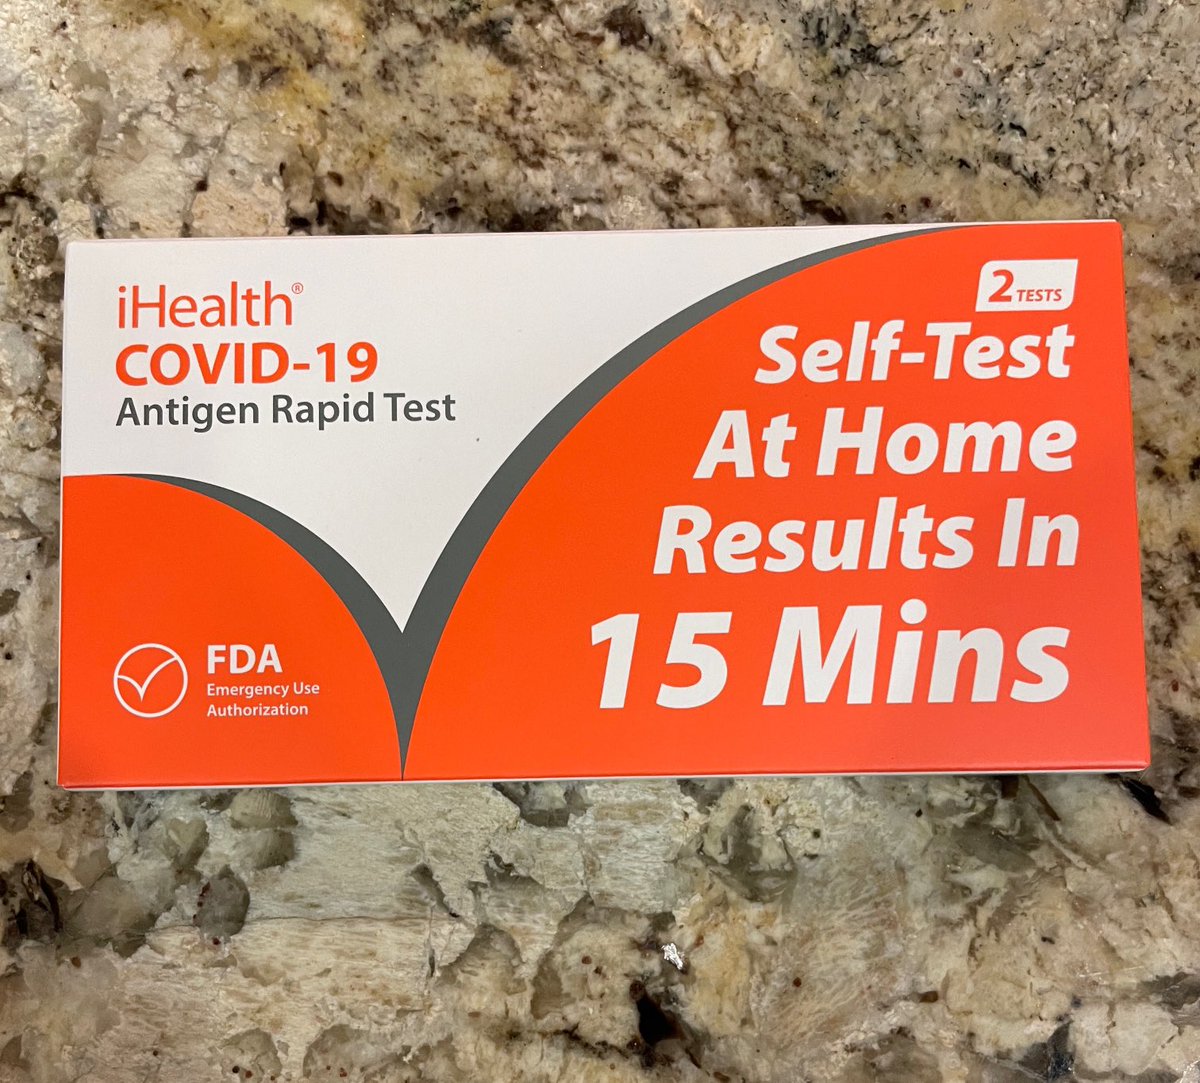 iHealth®
COVID-19
Antigen Rapid Test
FDA
Emergency Use
Authorization
2 TESTS
Self-Test
At Home
Results In
15 Mins